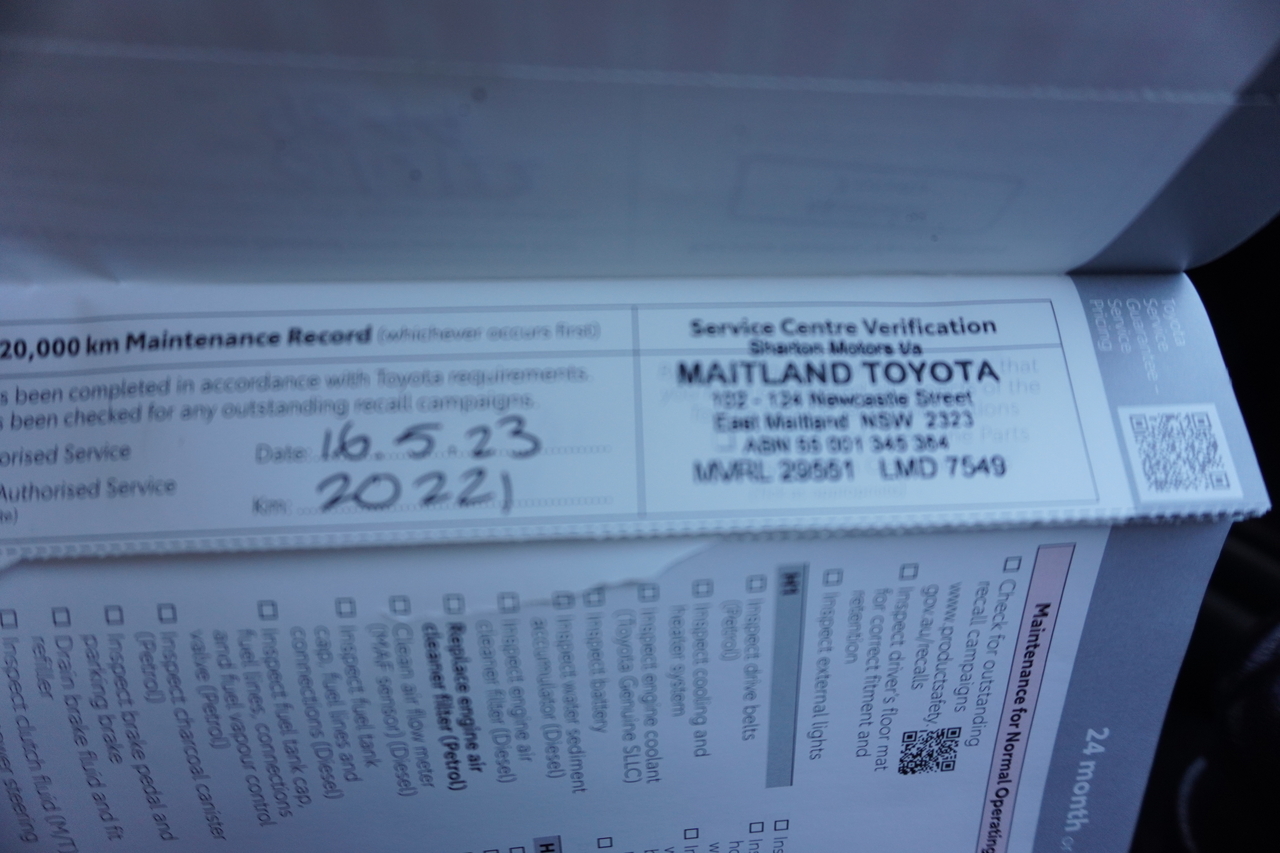 20,000 km Maintenance Record (whichever occurs first)
s been completed in accordance with Toyota requirements.
s been checked for any outstanding recall campaigns.
orised Service
Date: 16.5.23
Authorised Service
Km: 20221
Service Centre Verification
Sharlon Motors t/a
MAITLAND TOYOTA
102 - 124 Newcastle Street
East Maitland NSW 2323
ABN 55 001 345 364
MVRL 29551 LMD 7549
Toyota
Service
Guarantee
Service
Pricing
24 month or
Maintenance for Normal Operating
☐ Check for outstanding
recall campaigns
www.productsafety.
gov.au/recalls
☐ Inspect driver's floor mat
for correct fitment and
retention
☐ Inspect external lights
H1
☐ Inspect drive belts
(Petrol)
☐ Inspect cooling and
heater system
☐ Inspect engine coolant
(Toyota Genuine SLLC)
☐ Inspect battery
☐ Inspect water sediment
accumulator (Diesel)
☐ Inspect engine air
cleaner filter (Diesel)
☐ Replace engine air
cleaner filter (Petrol)
☐ Clean air flow meter
(MAF sensor) (Diesel)
☐ Inspect fuel tank
cap, fuel lines and
connections (Diesel)
☐ Inspect fuel tank cap,
fuel lines, connections
and fuel vapour control
valve (Petrol)
☐ Inspect charcoal canister
(Petrol)
☐ Inspect brake pedal and
parking brake
☐ Drain brake fluid and fit
refiller
☐ Inspect clutch fluid (M/T)
steering